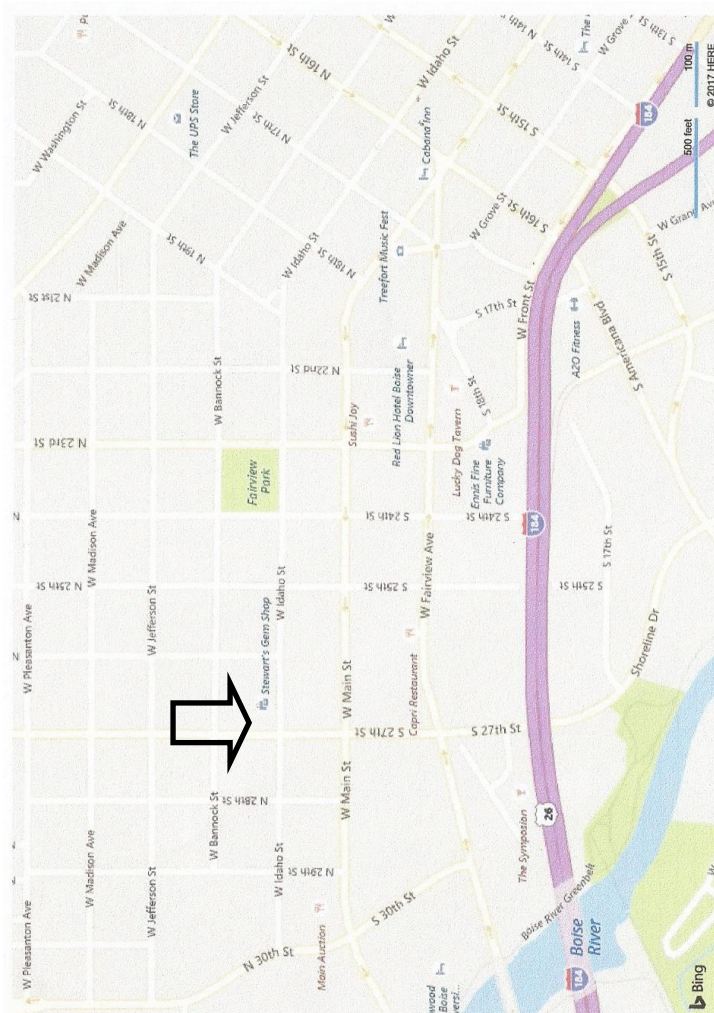 W Washington St
N 18th St
The UPS Store
W Jefferson St
N 17th St
N 16th St
W Idaho St
N 14th St
S 14th St
W Grove St
S 13th St
100 m
© 2017 HERE
W Madison Ave
N 19th St
W Idaho St
N 18th St
Cabana Inn
S 15th St
184
500 feet
N 21st St
Treefort Music Fest
W Grove St
S 16th St
S 15th St
W Bannock St
N 22nd St
Red Lion Hotel Boise
Downtowner
S 17th St
W Front St
A2O Fitness
S Americana Blvd
N 23rd St
Fairview
Park
Sushi Joy
Lucky Dog Tavern
S 18th St
Ennis Fine
Furniture
Company
W Madison Ave
S 24th St
S 24th St
184
W Pleasanton Ave
N 25th St
W Jefferson St
W Idaho St
S 25th St
W Fairview Ave
S 25th St
S 17th St
Stewart's Gem Shop
W Main St
Capri Restaurant
Shoreline Dr
S 27th St
S 27th St
W Bannock St
N 28th St
W Main St
The Symposion
26
W Pleasanton Ave
W Madison Ave
W Jefferson St
W Idaho St
N 29th St
S 30th St
Boise River Greenbelt
N 30th St
Main Auction
Boise
River
184
Bing